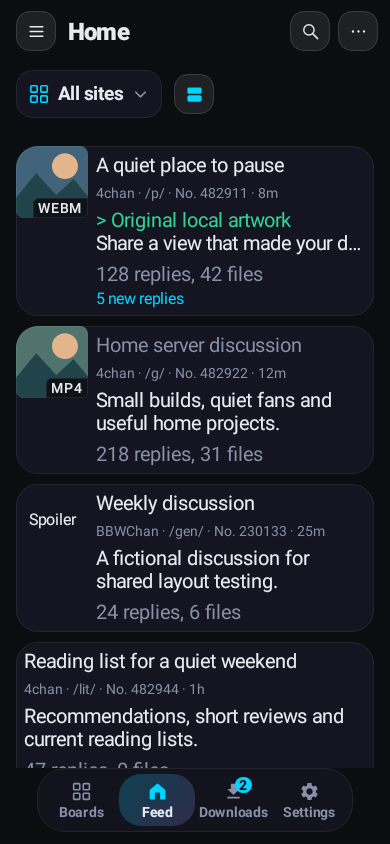 Home
All sites
A quiet place to pause
4chan · /p/ · No. 482911 · 8m
WEBM
> Original local artwork
Share a view that made your d…
128 replies, 42 files
5 new replies
Home server discussion
4chan · /g/ · No. 482922 · 12m
MP4
Small builds, quiet fans and
useful home projects.
218 replies, 31 files
Weekly discussion
Spoiler
BBWChan · /gen/ · No. 230133 · 25m
A fictional discussion for
shared layout testing.
24 replies, 6 files
Reading list for a quiet weekend
4chan · /lit/ · No. 482944 · 1h
Recommendations, short reviews and
current reading lists.
2
Boards
Feed
Downloads
Settings